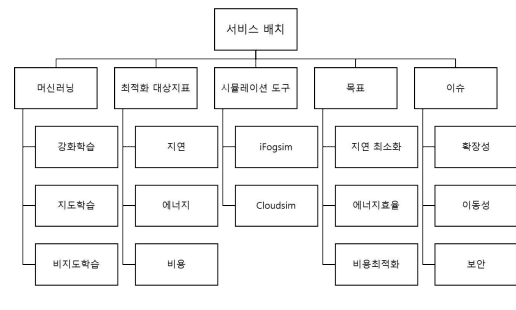 서비스 배치
머신러닝
최적화 대상지표
시뮬레이션 도구
목표
이슈
강화학습
지연
iFogsim
지연 최소화
확장성
지도학습
에너지
Cloudsim
에너지효율
이동성
비지도학습
비용
비용최적화
보안